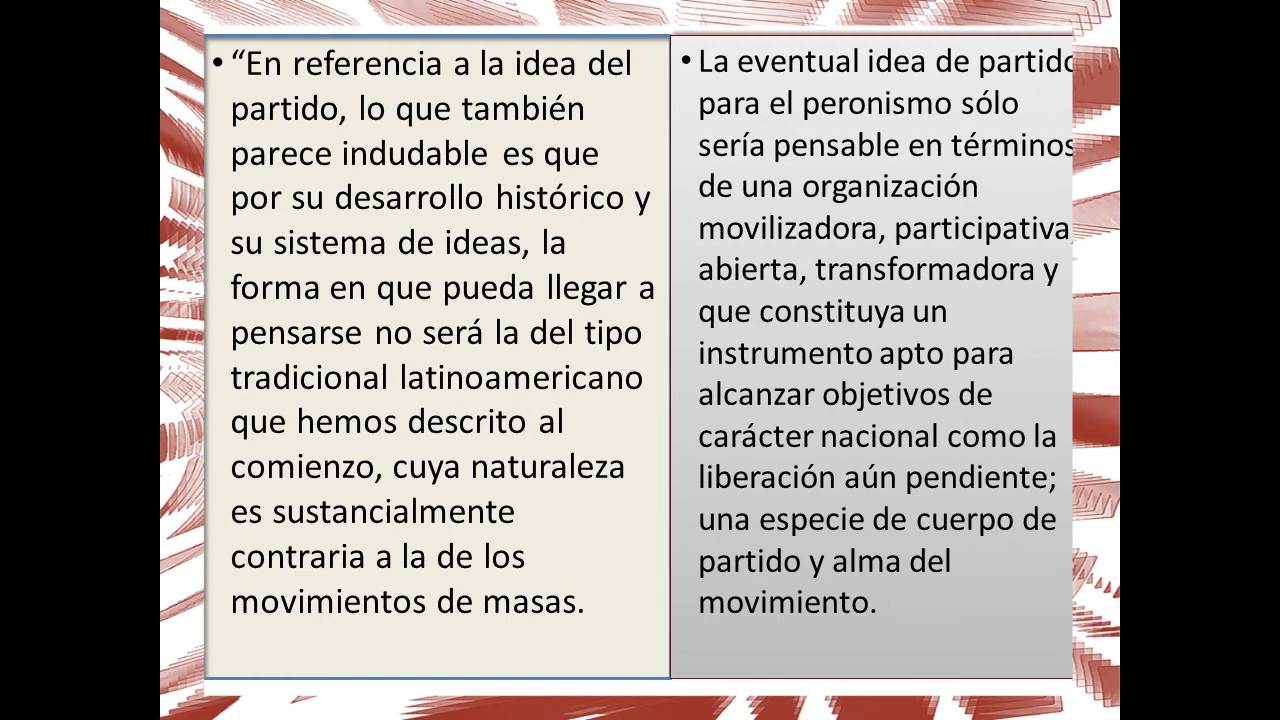 • “En referencia a la idea del
partido, lo que también
parece indudable es que
por su desarrollo histórico y
su sistema de ideas, la
forma en que pueda llegar a
pensarse no será la del tipo
tradicional latinoamericano
que hemos descrito al
comienzo, cuya naturaleza
es sustancialmente
contraria a la de los
movimientos de masas.
• La eventual idea de partido
para el peronismo sólo
sería pensable en términos
de una organización
movilizadora, participativa,
abierta, transformadora y
que constituya un
instrumento apto para
alcanzar objetivos de
carácter nacional como la
liberación aún pendiente;
una especie de cuerpo de
partido y alma del
movimiento.